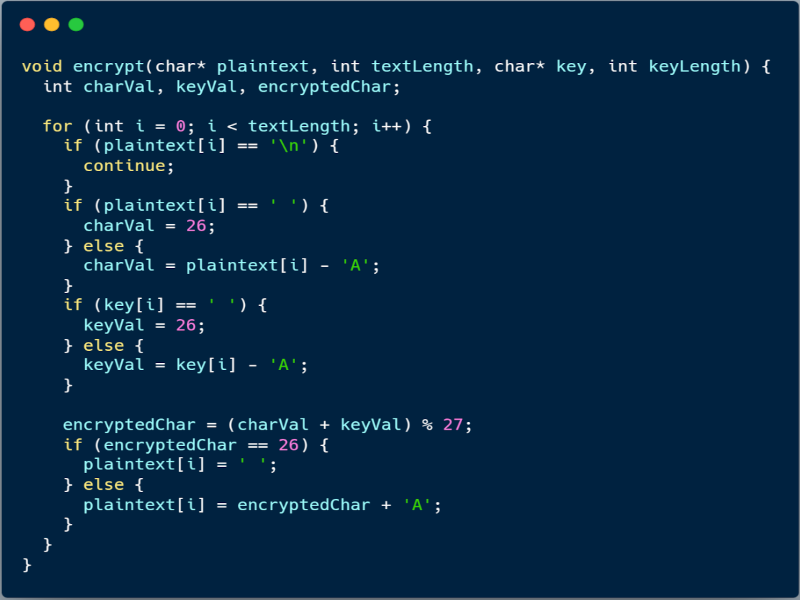 void encrypt(char* plaintext, int textLength, char* key, int keyLength) {
  int charVal, keyVal, encryptedChar;

  for (int i = 0; i < textLength; i++) {
    if (plaintext[i] == '\n') {
      continue;
    }
    if (plaintext[i] == ' ') {
      charVal = 26;
    } else {
      charVal = plaintext[i] - 'A';
    }
    if (key[i] == ' ') {
      keyVal = 26;
    } else {
      keyVal = key[i] - 'A';
    }

    encryptedChar = (charVal + keyVal) % 27;
    if (encryptedChar == 26) {
      plaintext[i] = ' ';
    } else {
      plaintext[i] = encryptedChar + 'A';
    }
  }
}